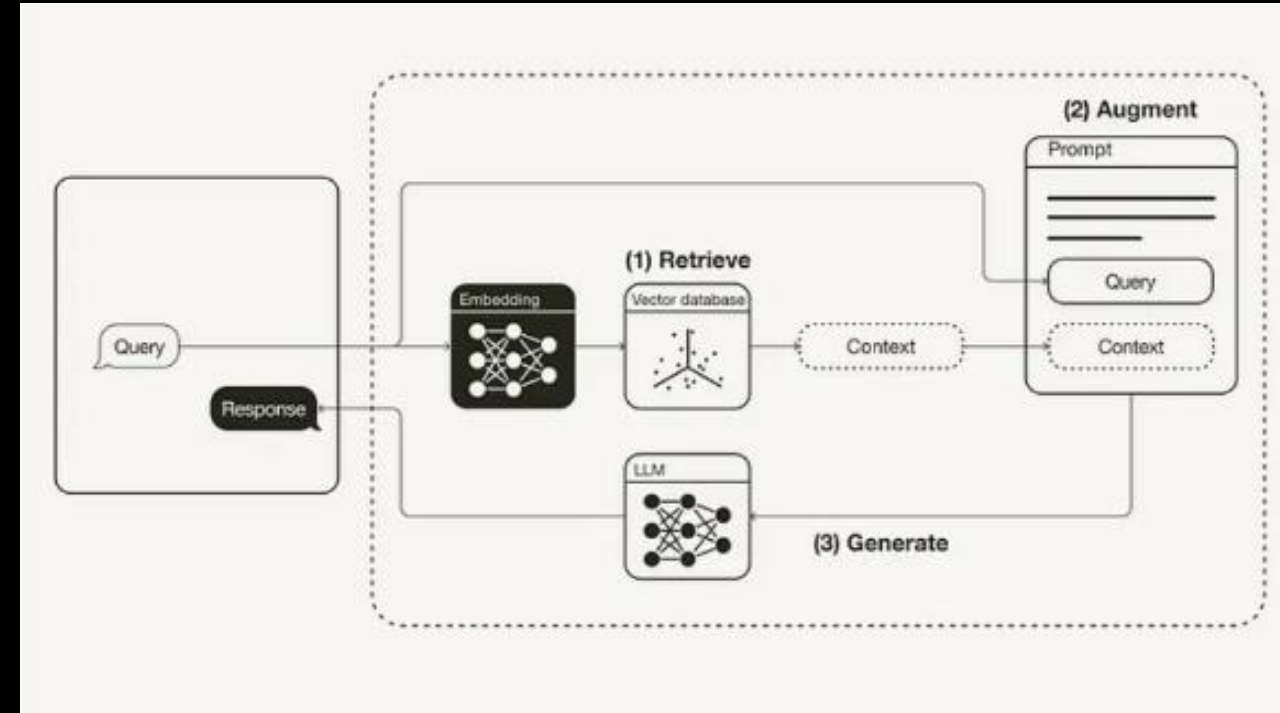 (2) Augment
Prompt
(1) Retrieve
Query
Embedding
Vector database
Query
Context
Context
Response
LLM
(3) Generate